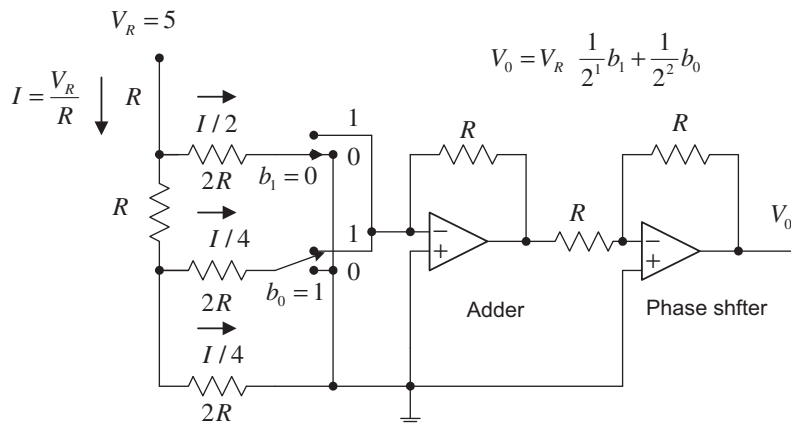 V_R = 5
V_0 = V_R 1/2^1 b_1 + 1/2^2 b_0
I = V_R/R
R
I / 2
2R
b_1 = 0
1
0
R
R
R
I / 4
2R
b_0 = 1
1
0
R
− +
− +
V_0
Adder
Phase shfter
I / 4
2R